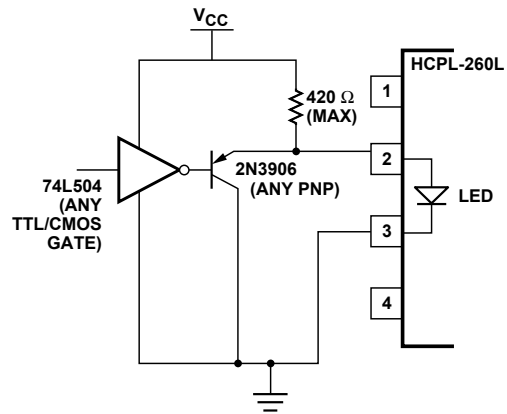 VCC
HCPL-260L
1
420 Ω
(MAX)
2
2N3906
(ANY PNP)
74L504
(ANY
TTL/CMOS
GATE)
LED
3
4